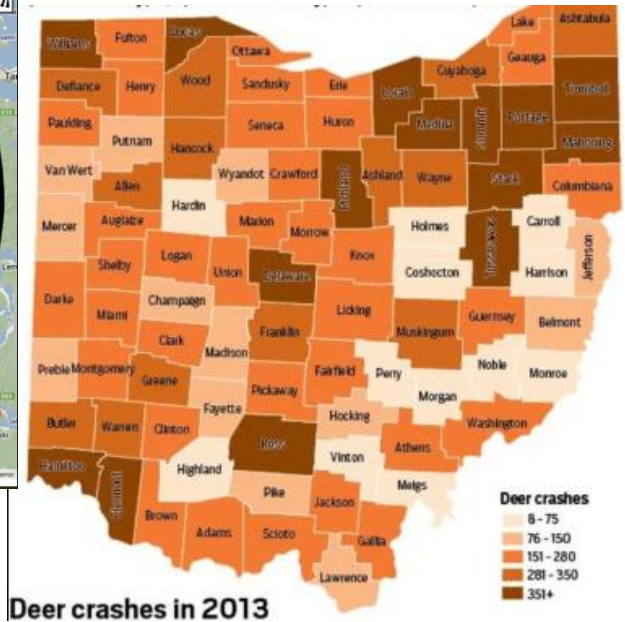 Lake
Ashtabula
Williams
Fulton
Lucas
Ottawa
Geauga
Defiance
Henry
Wood
Sandusky
Erie
Lorain
Cuyahoga
Trumbull
Paulding
Putnam
Hancock
Seneca
Huron
Medina
Summit
Portage
Mahoning
Van Wert
Allen
Wyandot
Crawford
Richland
Ashland
Wayne
Stark
Columbiana
Mercer
Auglaize
Hardin
Marion
Morrow
Holmes
Tuscarawas
Carroll
Jefferson
Shelby
Logan
Union
Delaware
Knox
Coshocton
Harrison
Darke
Miami
Champaign
Clark
Madison
Franklin
Licking
Muskingum
Guernsey
Belmont
Preble
Montgomery
Greene
Fayette
Pickaway
Fairfield
Perry
Morgan
Noble
Monroe
Butler
Warren
Clinton
Ross
Hocking
Athens
Washington
Hamilton
Clermont
Highland
Pike
Vinton
Meigs
Brown
Adams
Scioto
Jackson
Gallia
Lawrence
Deer crashes
8 - 75
76 - 150
151 - 280
281 - 350
351+
Deer crashes in 2013